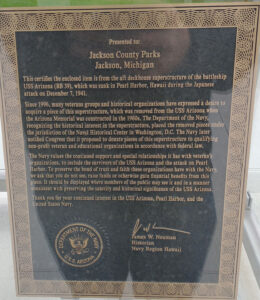 Presented to:
Jackson County Parks
Jackson, Michigan
This certifies the enclosed item is from the aft deckhouse superstructure of the battleship
USS Arizona (BB 39), which was sunk in Pearl Harbor, Hawaii during the Japanese
attack on December 7, 1941.
Since 1996, many veterans groups and historical organizations have expressed a desire to
acquire a piece of this superstructure, which was removed from the USS Arizona when
the Arizona Memorial was constructed in the 1960s. The Department of the Navy,
recognizing the historical interest in the superstructure, placed the removed pieces under
the jurisdiction of the Naval Historical Center in Washington, D.C. The Navy later
notified Congress that it proposed to donate pieces of this superstructure to qualifying
non-profit veteran and educational organizations in accordance with federal law.
The Navy values the continued support and special relationships it has with veteran's
organizations, to include the survivors of the USS Arizona and the attack on Pearl
Harbor. To preserve the bond of trust and faith these organizations have with the Navy,
we ask that you do not use, raise funds or otherwise gain financial benefits from this
piece. It should be displayed where members of the public may see it and in a manner
consistent with preserving the sanctity and historical significance of the USS Arizona.
Thank you for your continued interest in the USS Arizona, Pearl Harbor, and the
United States Navy.
DEPARTMENT OF THE NAVY
U.S.S. ARIZONA
James W. Neuman
Historian
Navy Region Hawaii